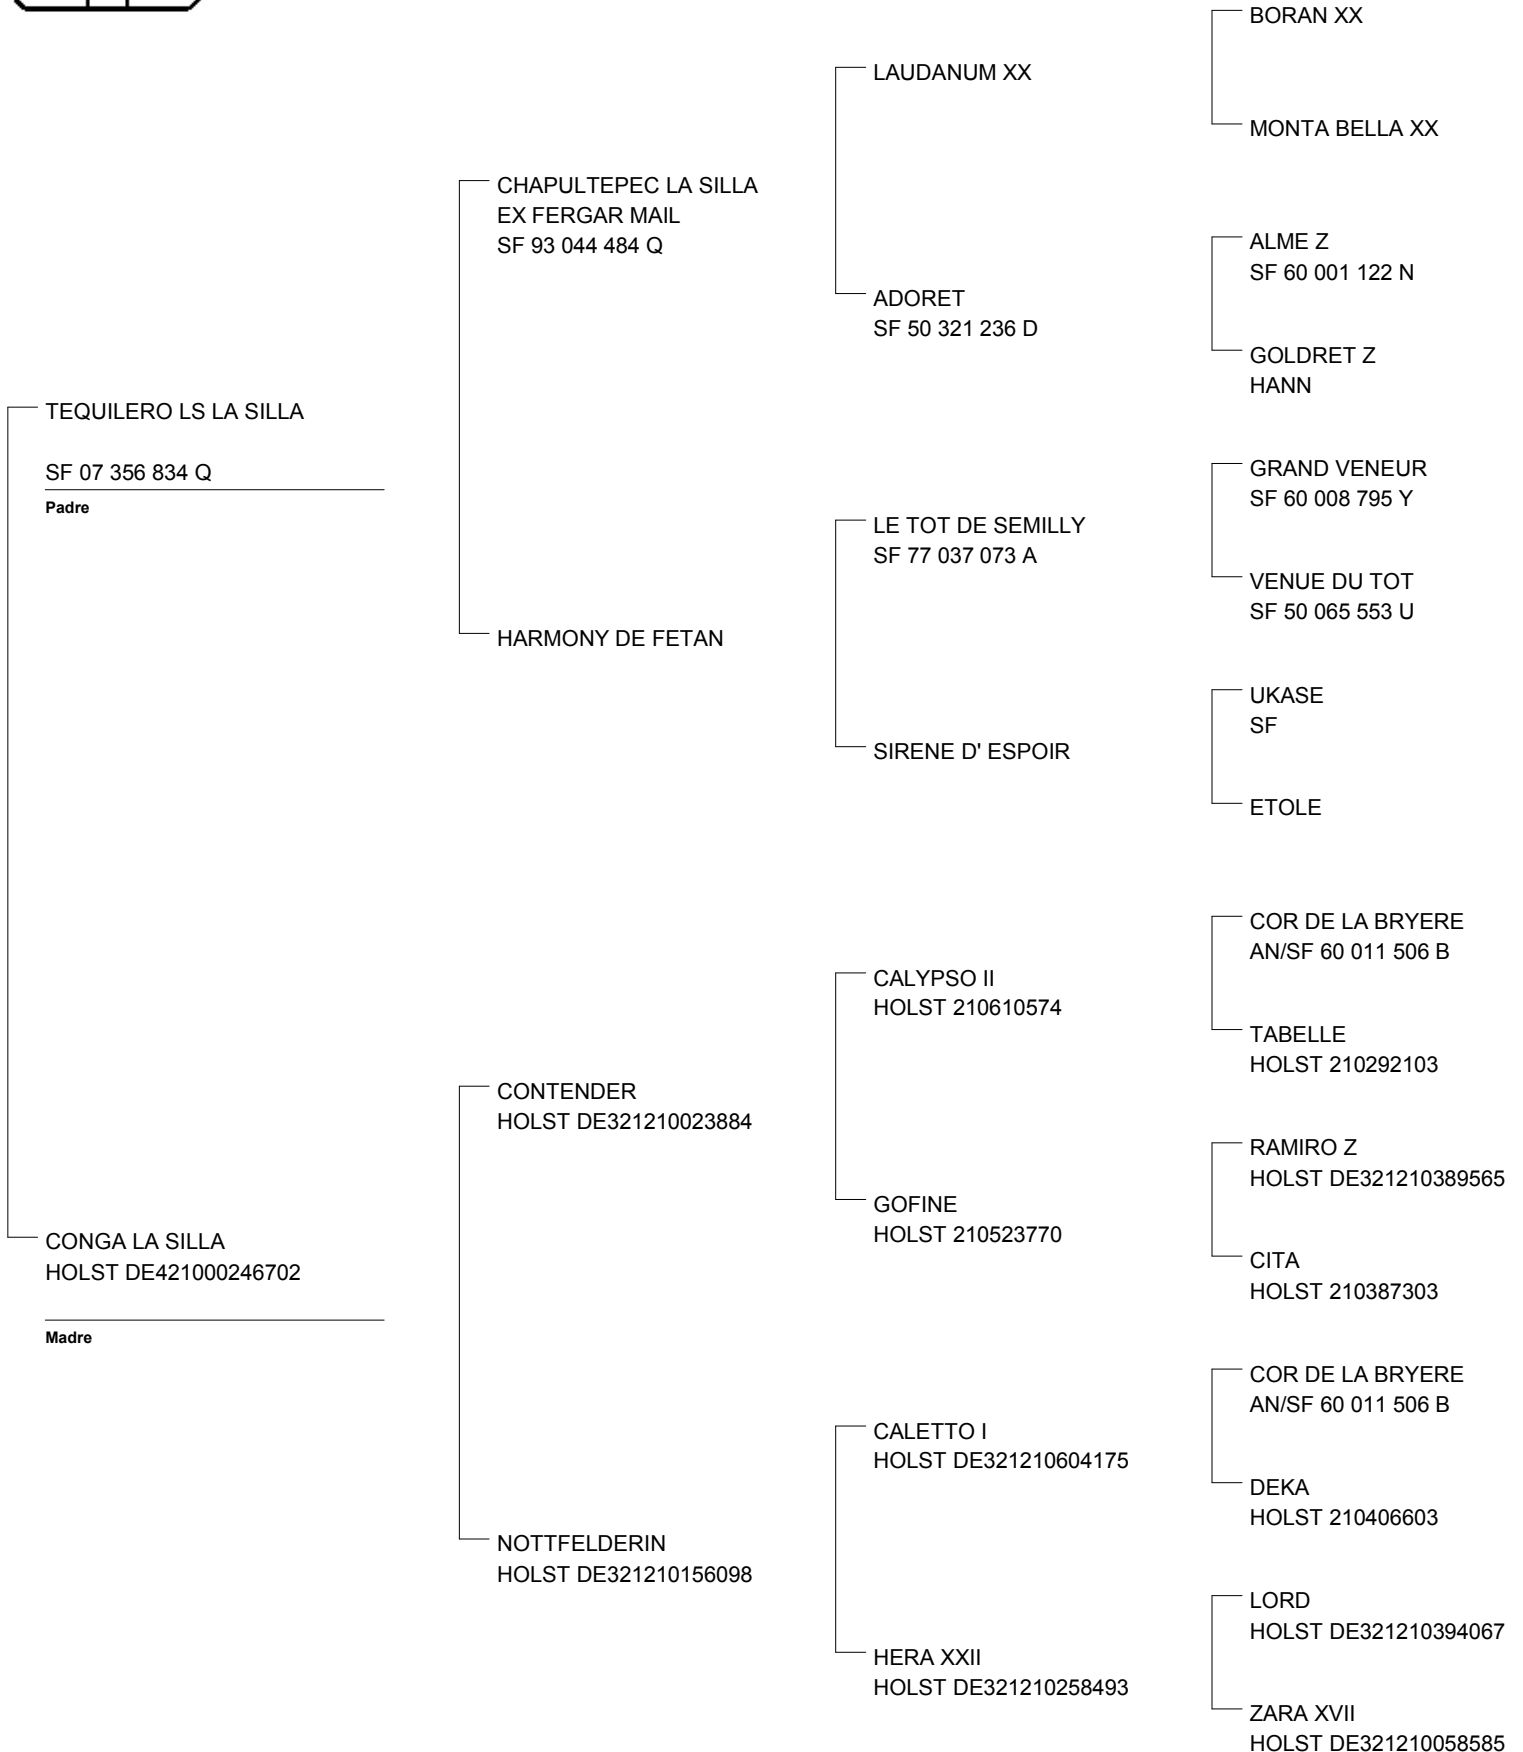 BORAN XX
LAUDANUM XX
MONTA BELLA XX
CHAPULTEPEC LA SILLA
EX FERGAR MAIL
SF 93 044 484 Q
ALME Z
SF 60 001 122 N
ADORET
SF 50 321 236 D
GOLDRET Z
HANN
TEQUILERO LS LA SILLA
SF 07 356 834 Q
Padre
GRAND VENEUR
SF 60 008 795 Y
LE TOT DE SEMILLY
SF 77 037 073 A
VENUE DU TOT
SF 50 065 553 U
HARMONY DE FETAN
UKASE
SF
SIRENE D' ESPOIR
ETOLE
COR DE LA BRYERE
AN/SF 60 011 506 B
CALYPSO II
HOLST 210610574
TABELLE
HOLST 210292103
CONTENDER
HOLST DE321210023884
RAMIRO Z
HOLST DE321210389565
GOFINE
HOLST 210523770
CITA
HOLST 210387303
CONGA LA SILLA
HOLST DE421000246702
Madre
COR DE LA BRYERE
AN/SF 60 011 506 B
CALETTO I
HOLST DE321210604175
DEKA
HOLST 210406603
NOTTFELDERIN
HOLST DE321210156098
LORD
HOLST DE321210394067
HERA XXII
HOLST DE321210258493
ZARA XVII
HOLST DE321210058585